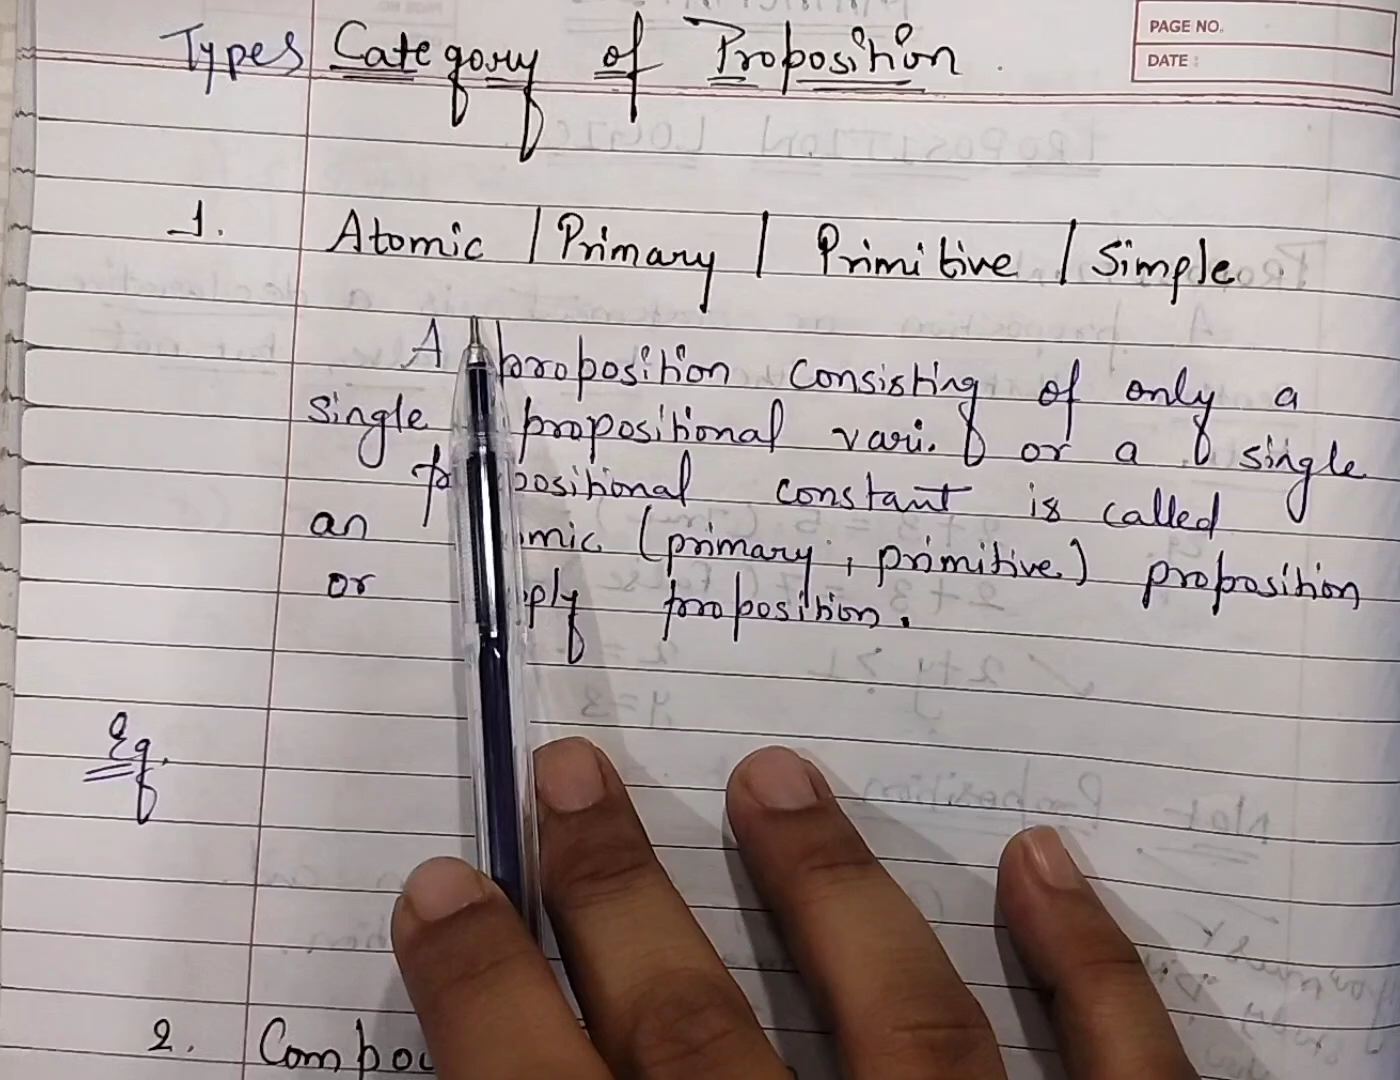 PAGE NO.
DATE :
Types Category of Proposition.
1. Atomic | Primary | Primitive | Simple
A proposition consisting of only a
single propositional vari. or a single
positional constant is called
an mic (primary, primitive) proposition
or ply proposition.
Eg.
2. Compou